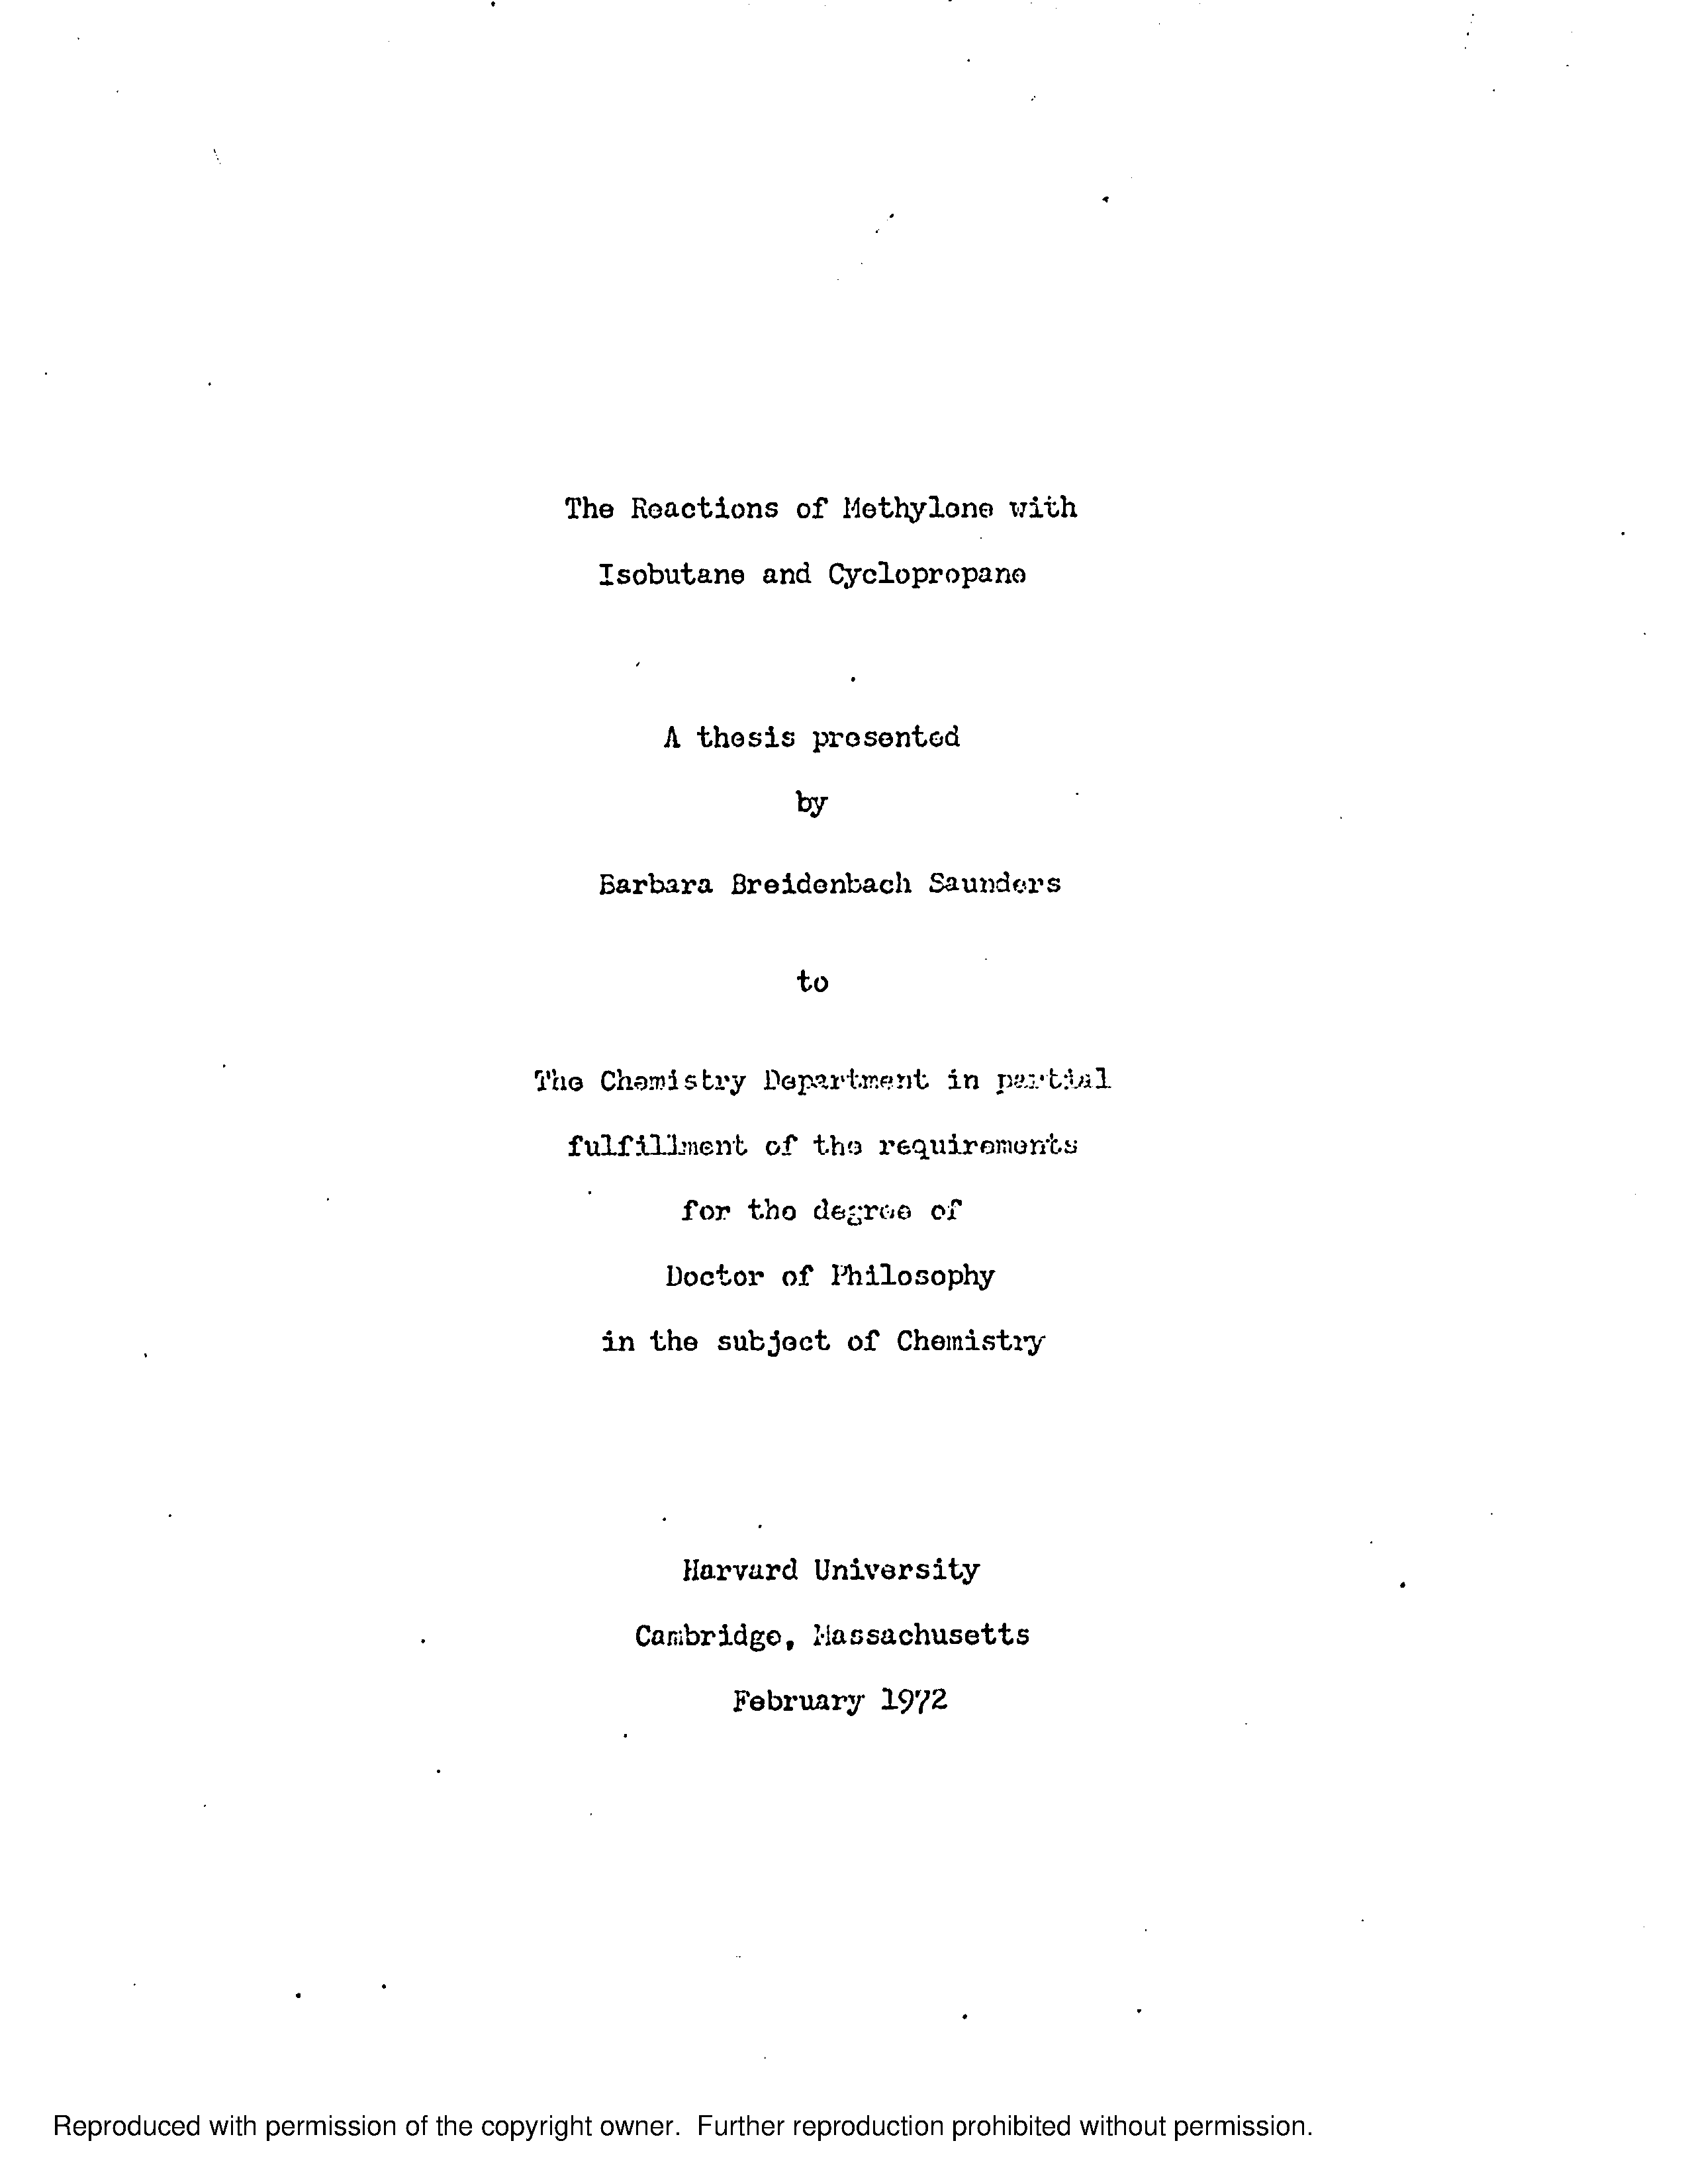 The Reactions of Methylene with
Isobutane and Cyclopropane
A thesis presented
by
Barbara Breidenbach Saunders
to
The Chemistry Department in partial
fulfillment of the requirements
for the degree of
Doctor of Philosophy
in the subject of Chemistry
Harvard University
Cambridge, Massachusetts
February 1972
Reproduced with permission of the copyright owner. Further reproduction prohibited without permission.